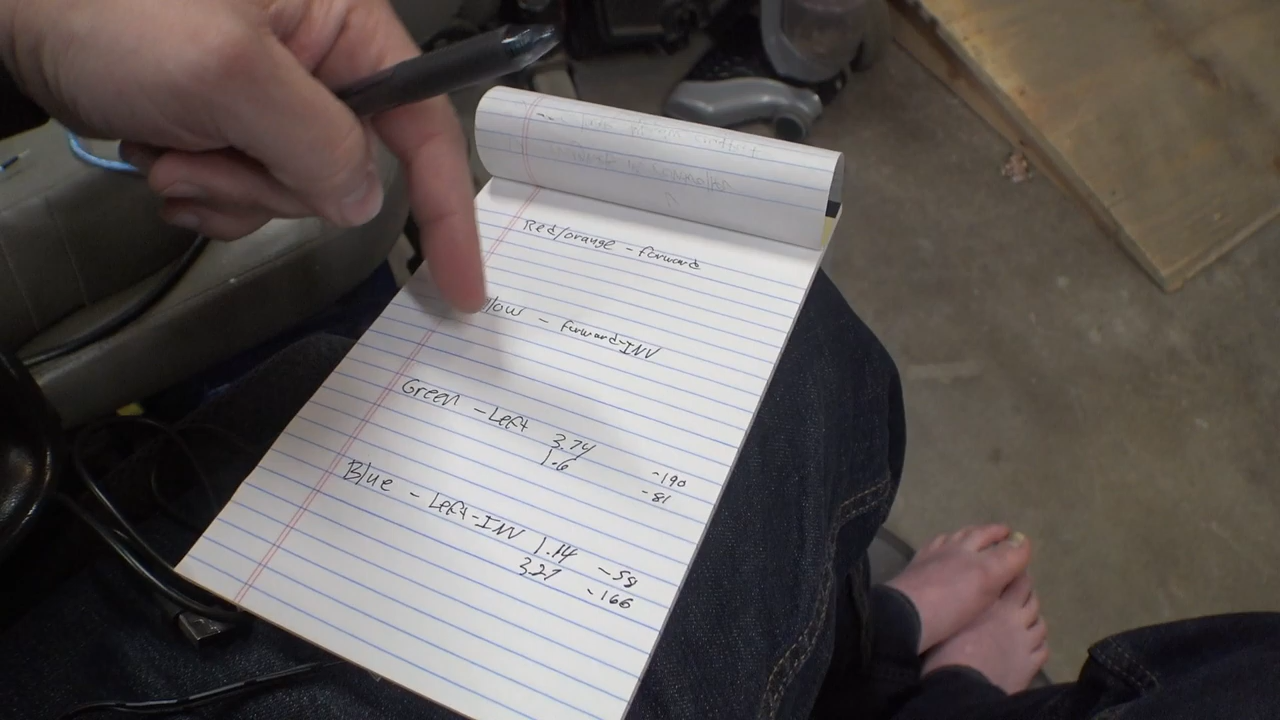 Red/orange - forward
llow - forward-INV
Green - Left 3.74
1.6 -190
-81
Blue - Left-INV 1.14 -58
3.27 -166